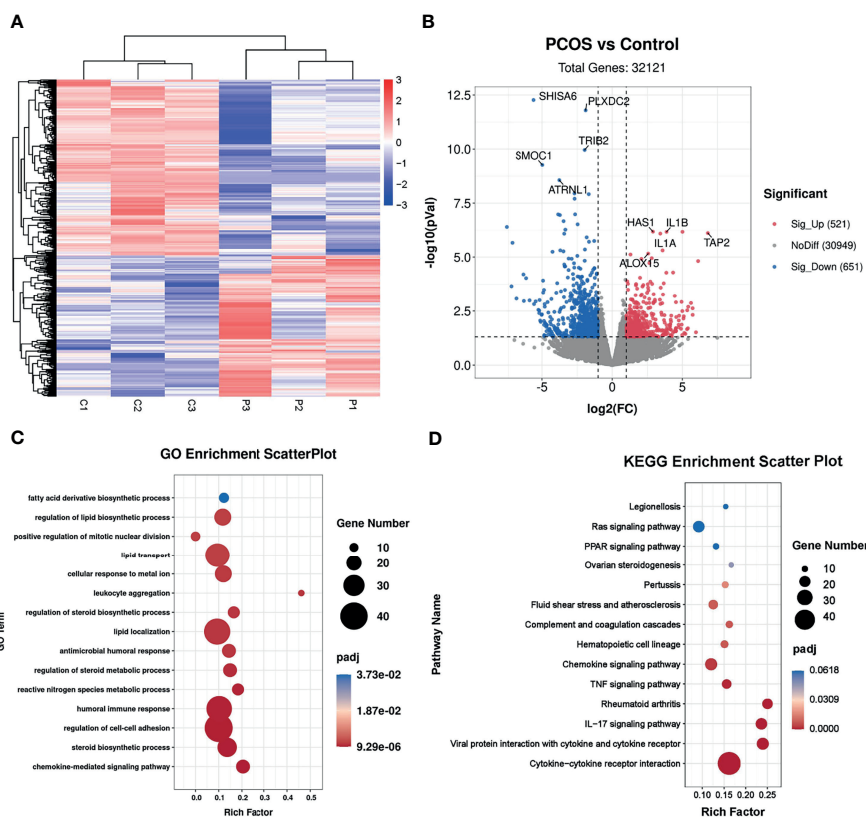 A
3
2
1
0
-1
-2
-3
C1
C2
C3
P3
P2
P1
B
PCOS vs Control
Total Genes: 32121
-log10(pVal)
12.5
10.0
7.5
5.0
2.5
0.0
SHISA6
PLXDC2
TRIB2
SMOC1
ATRNL1
HAS1
IL1B
IL1A
TAP2
ALOX15
-5
0
5
log2(FC)
Significant
Sig_Up (521)
NoDiff (30949)
Sig_Down (651)
C
GO Enrichment ScatterPlot
fatty acid derivative biosynthetic process
regulation of lipid biosynthetic process
positive regulation of mitotic nuclear division
lipid transport
cellular response to metal ion
leukocyte aggregation
regulation of steroid biosynthetic process
lipid localization
antimicrobial humoral response
regulation of steroid metabolic process
reactive nitrogen species metabolic process
humoral immune response
regulation of cell-cell adhesion
steroid biosynthetic process
chemokine-mediated signaling pathway
0.0 0.1 0.2 0.3 0.4 0.5
Rich Factor
Gene Number
10
20
30
40
padj
3.73e-02
1.87e-02
9.29e-06
D
KEGG Enrichment Scatter Plot
Pathway Name
Legionellosis
Ras signaling pathway
PPAR signaling pathway
Ovarian steroidogenesis
Pertussis
Fluid shear stress and atherosclerosis
Complement and coagulation cascades
Hematopoietic cell lineage
Chemokine signaling pathway
TNF signaling pathway
Rheumatoid arthritis
IL-17 signaling pathway
Viral protein interaction with cytokine and cytokine receptor
Cytokine-cytokine receptor interaction
0.10 0.15 0.20 0.25
Rich Factor
Gene Number
10
20
30
40
padj
0.0618
0.0309
0.0000